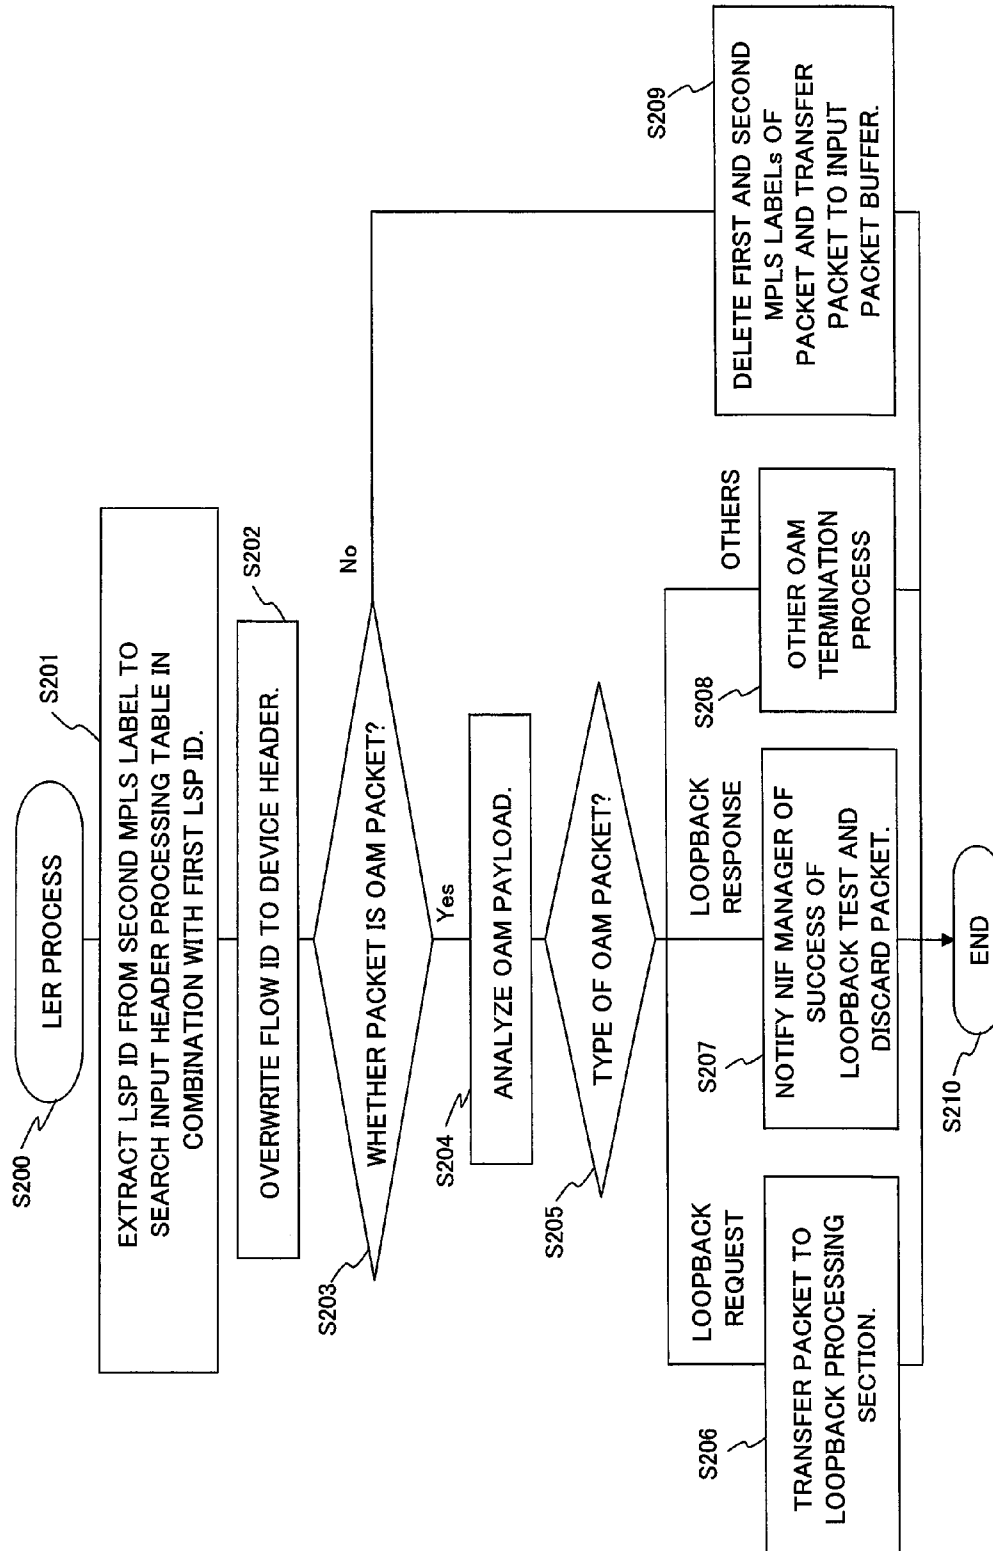 LER PROCESS
S200
EXTRACT LSP ID FROM SECOND MPLS LABEL TO
SEARCH INPUT HEADER PROCESSING TABLE IN
COMBINATION WITH FIRST LSP ID.
S201
OVERWRITE FLOW ID TO DEVICE HEADER.
S202
WHETHER PACKET IS OAM PACKET?
S203
No
Yes
ANALYZE OAM PAYLOAD.
S204
TYPE OF OAM PACKET?
S205
LOOPBACK
REQUEST
LOOPBACK
RESPONSE
OTHERS
S206
TRANSFER PACKET TO
LOOPBACK PROCESSING
SECTION.
S207
NOTIFY NIF MANAGER OF
SUCCESS OF
LOOPBACK TEST AND
DISCARD PACKET.
S208
OTHER OAM
TERMINATION
PROCESS
S209
DELETE FIRST AND SECOND
MPLS LABELs OF
PACKET AND TRANSFER
PACKET TO INPUT
PACKET BUFFER.
S210
END